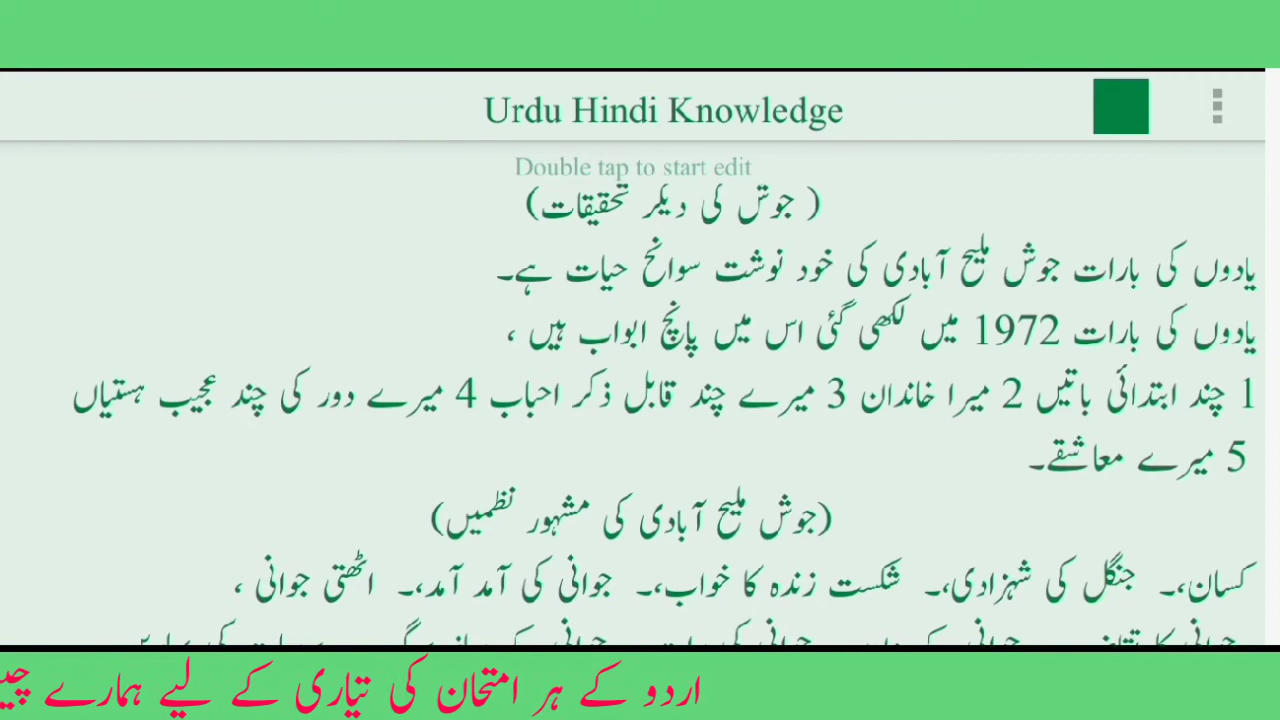 Urdu Hindi Knowledge
Double tap to start edit
( جوش کی دیکر تحقیقات)
یادوں کی بارات جوش ملیح آبادی کی خود نوشت سوانح حیات ہے۔
یادوں کی بارات 1972 میں لکھی گئی اس میں پانچ ابواب ہیں ،
1 چند ابتدائی باتیں 2 میرا خاندان 3 میرے چند قابل ذکر احباب 4 میرے دور کی چند عجیب ہستیاں
5 میرے معاشقے۔
(جوش ملیح آبادی کی مشہور نظمیں)
کسان،۔ جنگل کی شہزادی،۔ شکست زندہ کا خواب،۔ جوانی کی آمد آمد،۔ اٹھتی جوانی ،
اردو کے ہر امتحان کی تیاری کے لیے ہمارے